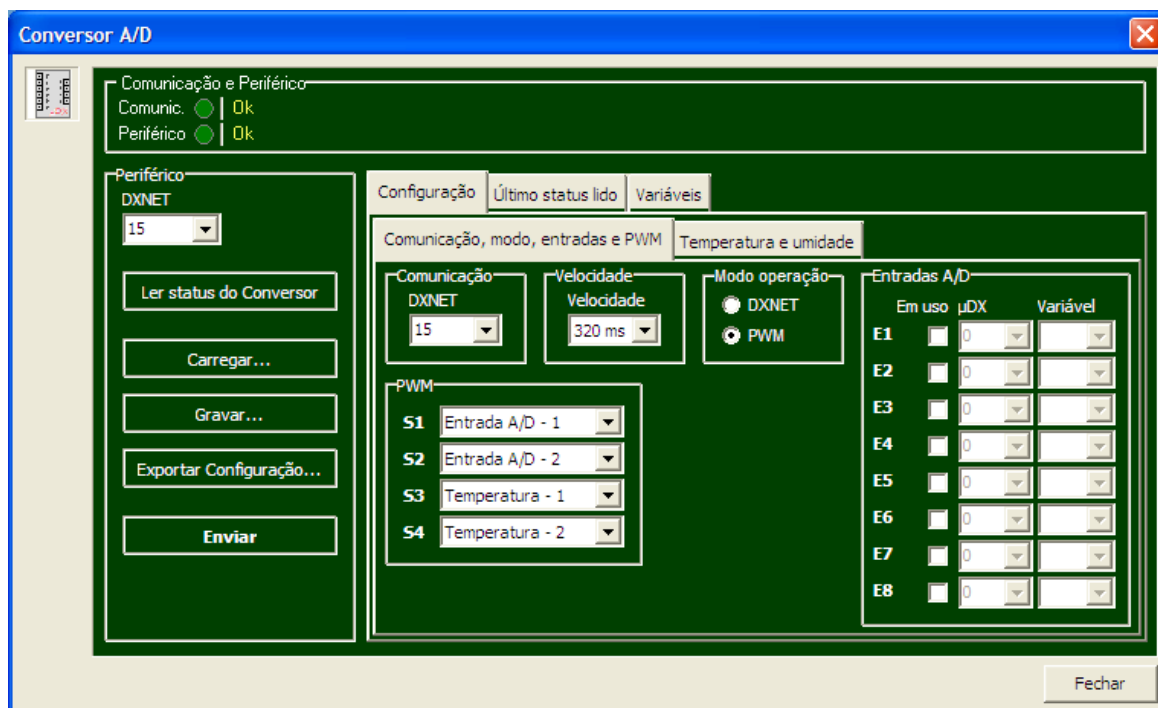 Conversor A/D
Comunicação e Periférico
Comunic. Ok
Periférico Ok
Periférico
DXNET
15
Ler status do Conversor
Carregar...
Gravar...
Exportar Configuração...
Enviar
Configuração Último status lido Variáveis
Comunicação, modo, entradas e PWM Temperatura e umidade
Comunicação
DXNET
15
Velocidade
Velocidade
320 ms
Modo operação
DXNET
PWM
PWM
S1 Entrada A/D - 1
S2 Entrada A/D - 2
S3 Temperatura - 1
S4 Temperatura - 2
Entradas A/D
Em uso µDX Variável
E1 0
E2 0
E3 0
E4 0
E5 0
E6 0
E7 0
E8 0
Fechar